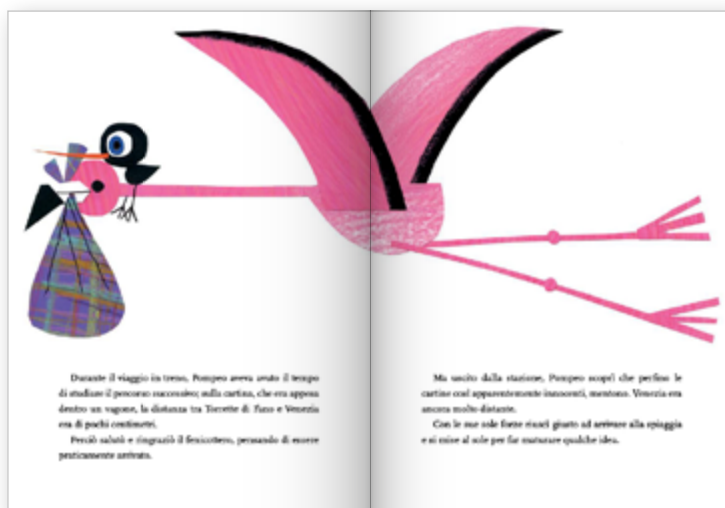 Durante il viaggio in treno, Pompeo aveva avuto il tempo
di studiare il percorso successivo; sulla cartina, che era appesa
dentro un vagone, la distanza tra Torrette di Fano e Venezia
era di pochi centimetri.
Perciò salutò e ringraziò il fenicottero, pensando di essere
praticamente arrivato.
Ma uscito dalla stazione, Pompeo scoprì che perfino le
cartine così apparentemente innocenti, mentono. Venezia era
ancora molto distante.
Con le sue sole forze riuscì giusto ad arrivare alla spiaggia
e si mise al sole per far maturare qualche idea.